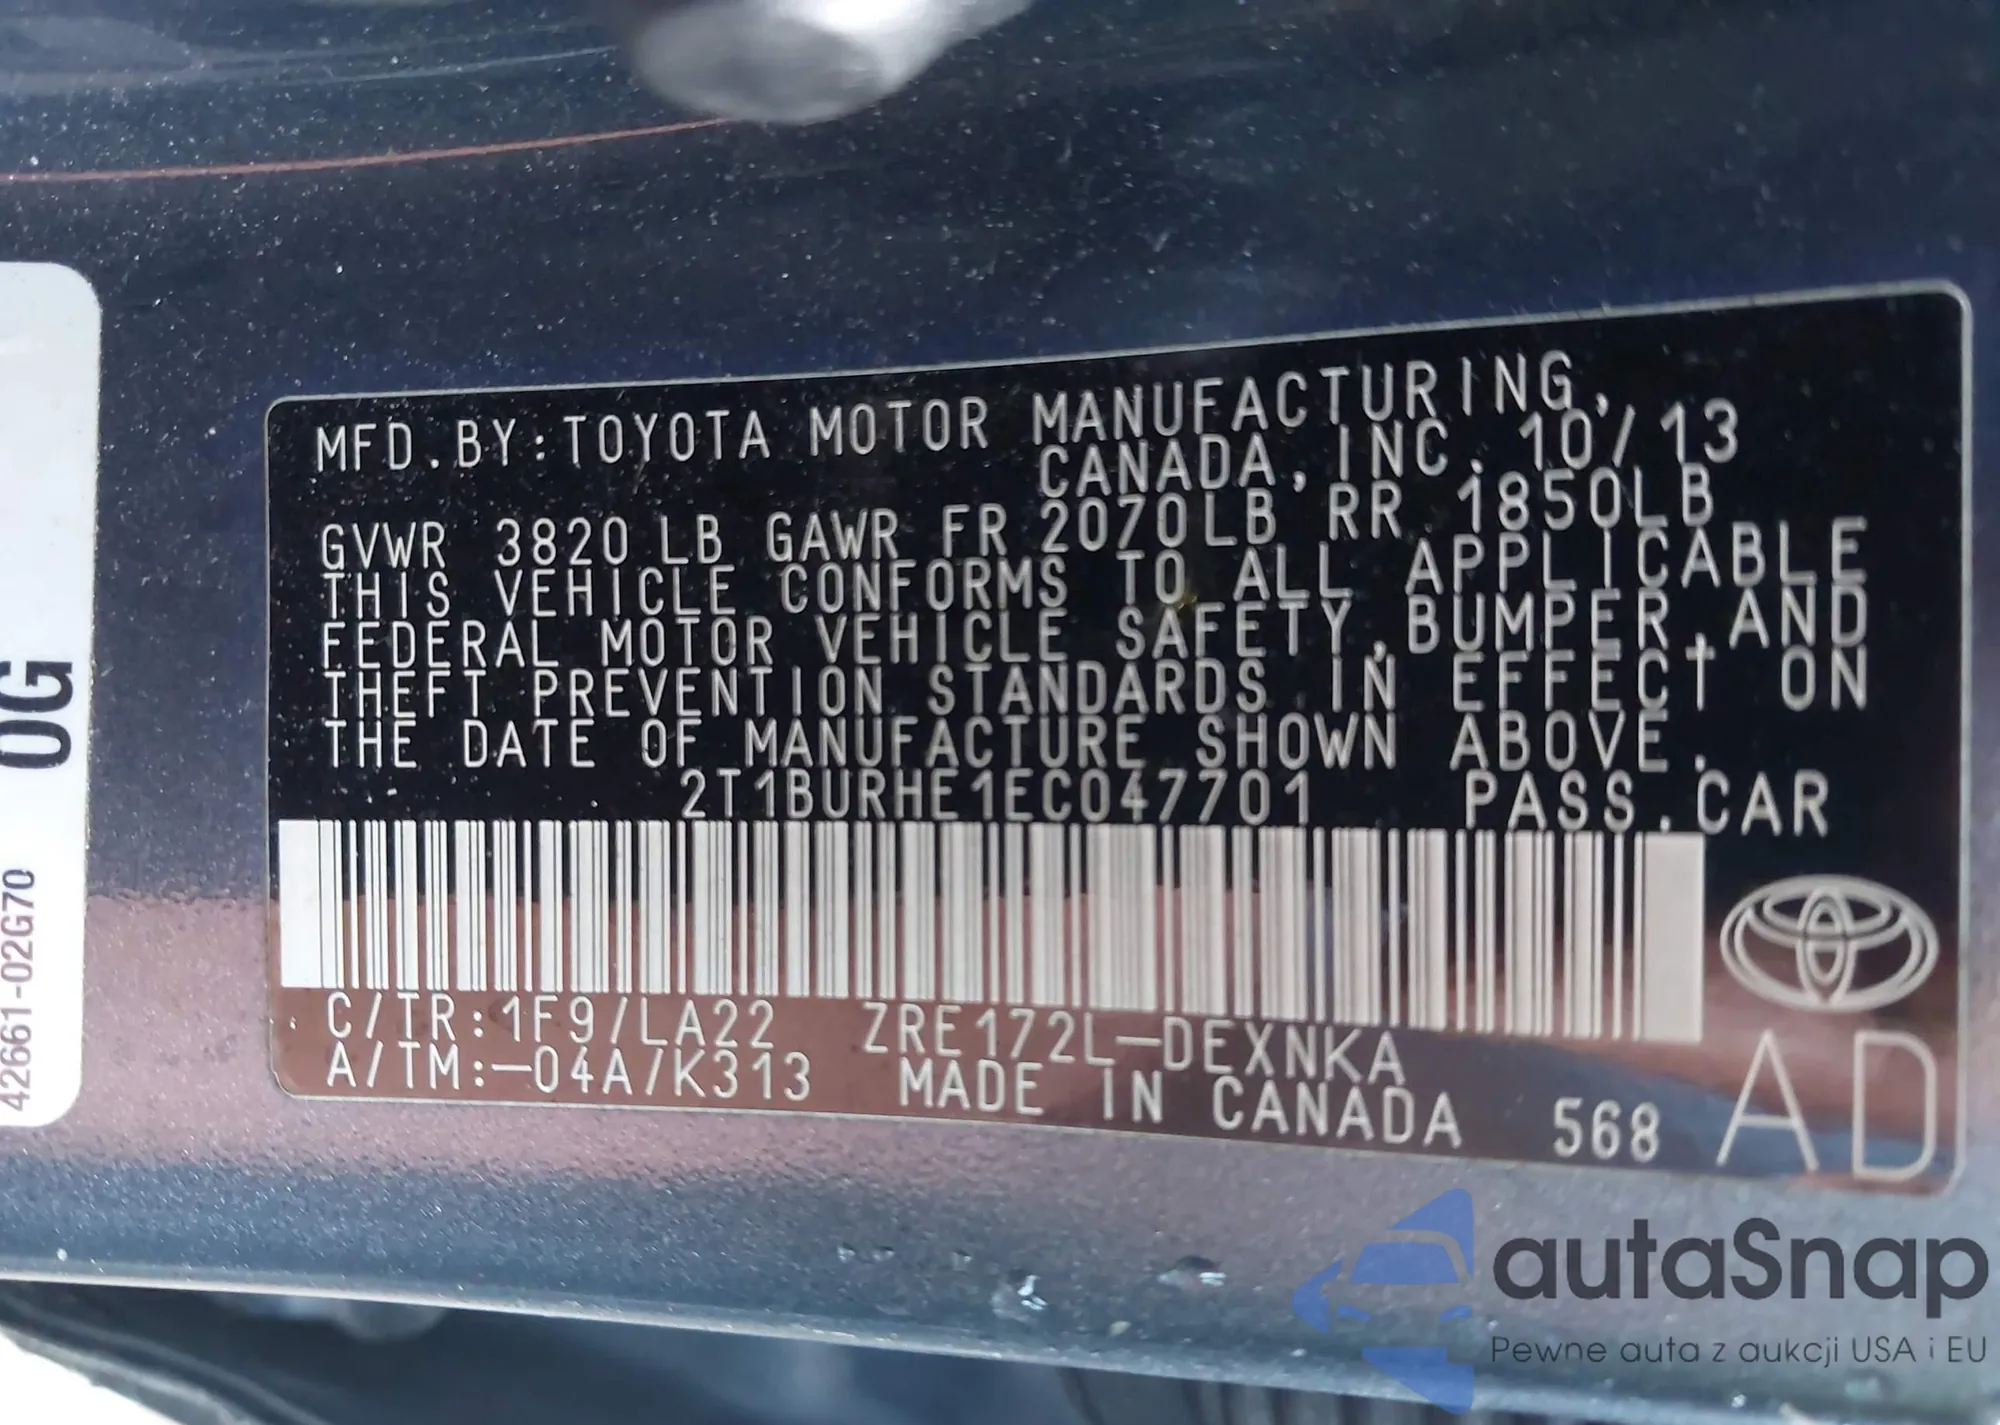 MFD.BY:TOYOTA MOTOR MANUFACTURING,
CANADA,INC. 10/13
GVWR 3820LB GAWR FR 2070LB RR 1850LB
THIS VEHICLE CONFORMS TO ALL APPLICABLE
FEDERAL MOTOR VEHICLE SAFETY,BUMPER,AND
THEFT PREVENTION STANDARDS IN EFFECT ON
THE DATE OF MANUFACTURE SHOWN ABOVE.
2T1BURHE1EC047701 PASS.CAR
C/TR:1F9/LA22 ZRE172L-DEXNKA
A/TM:-04A/K313 MADE IN CANADA 568
AD
0G
42661-02G70
autaSnap
Pewne auta z aukcji USA i EU